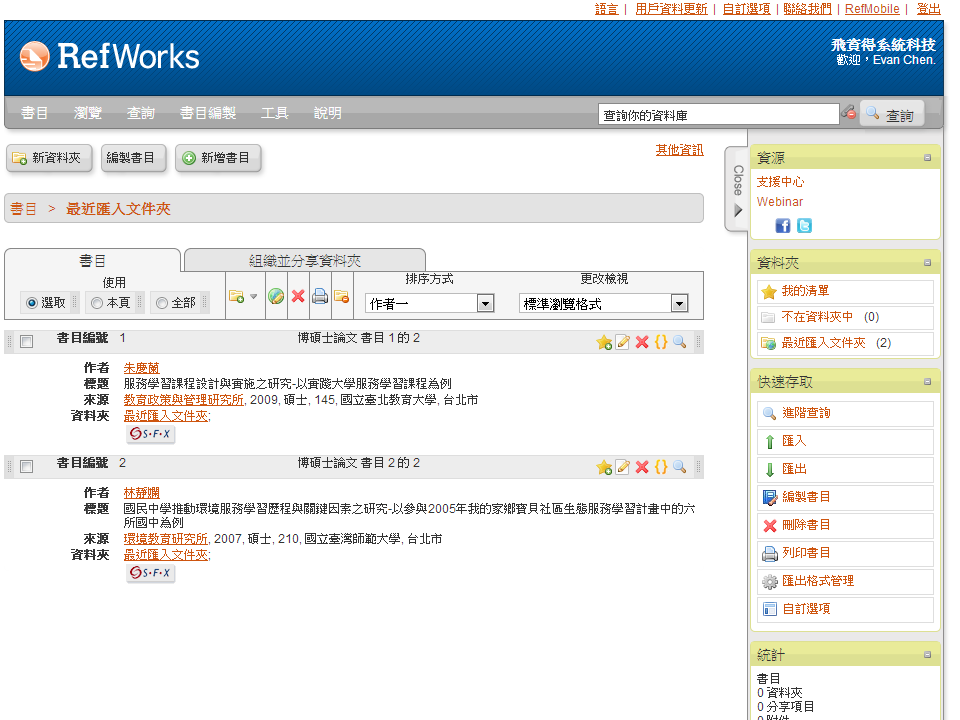 語言 | 用戶資料更新 | 自訂選項 | 聯絡我們 | RefMobile | 登出
RefWorks
飛資得系統科技
歡迎，Evan Chen.
書目 瀏覽 查詢 書目編製 工具 說明
查詢你的資料庫 查詢
新資料夾 編製書目 新增書目
其他資訊
書目 > 最近匯入文件夾
書目 組織並分享資料夾
使用 排序方式 更改檢視
選取 本頁 全部 作者一 標準瀏覽格式
書目編號 1 博碩士論文 書目 1 的 2
作者 朱慶蘭
標題 服務學習課程設計與實施之研究-以實踐大學服務學習課程為例
來源 教育政策與管理研究所, 2009, 碩士, 145, 國立臺北教育大學, 台北市
資料夾 最近匯入文件夾;
S·F·X
書目編號 2 博碩士論文 書目 2 的 2
作者 林靜嫻
標題 國民中學推動環境服務學習歷程與關鍵因素之研究-以參與2005年我的家鄉寶貝社區生態服務學習計畫中的六
所國中為例
來源 環境教育研究所, 2007, 碩士, 210, 國立臺灣師範大學, 台北市
資料夾 最近匯入文件夾;
S·F·X
Close
資源
支援中心
Webinar
資料夾
我的清單
不在資料夾中 (0)
最近匯入文件夾 (2)
快速存取
進階查詢
匯入
匯出
編製書目
刪除書目
列印書目
匯出格式管理
自訂選項
統計
書目
0 資料夾
0 分享項目
0 附件